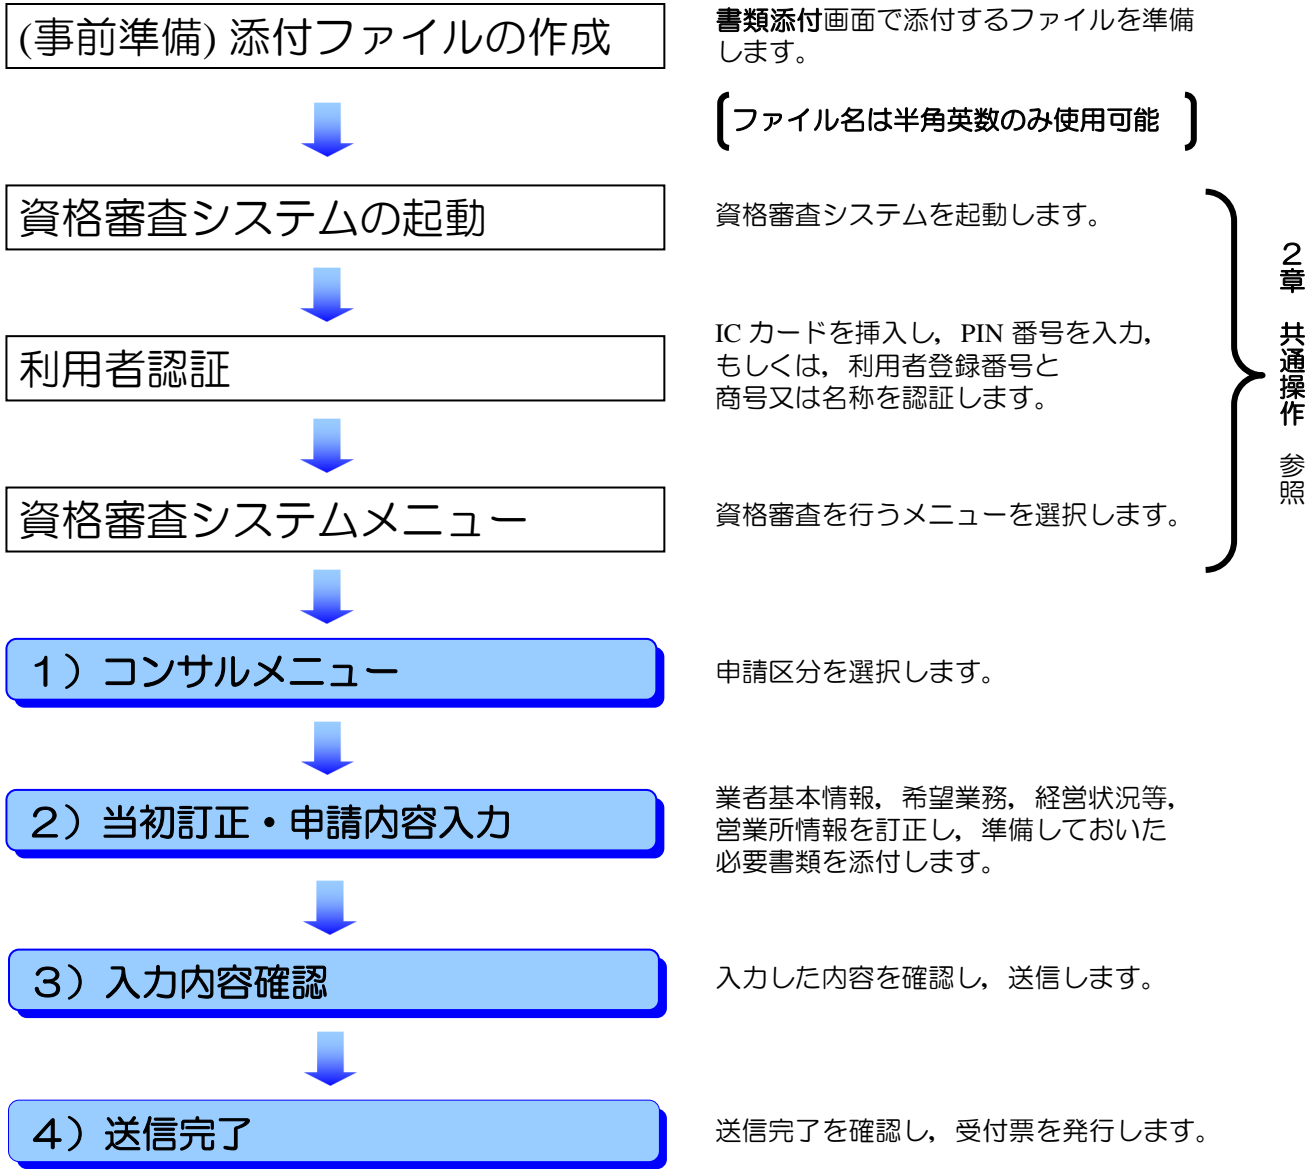 (事前準備) 添付ファイルの作成
書類添付画面で添付するファイルを準備
します。
ファイル名は半角英数のみ使用可能
資格審査システムの起動
資格審査システムを起動します。
利用者認証
IC カードを挿入し，PIN 番号を入力，
もしくは，利用者登録番号と
商号又は名称を認証します。
資格審査システムメニュー
資格審査を行うメニューを選択します。
２章　共通操作　参照
１）コンサルメニュー
申請区分を選択します。
２）当初訂正・申請内容入力
業者基本情報，希望業務，経営状況等，
営業所情報を訂正し，準備しておいた
必要書類を添付します。
３）入力内容確認
入力した内容を確認し，送信します。
４）送信完了
送信完了を確認し，受付票を発行します。